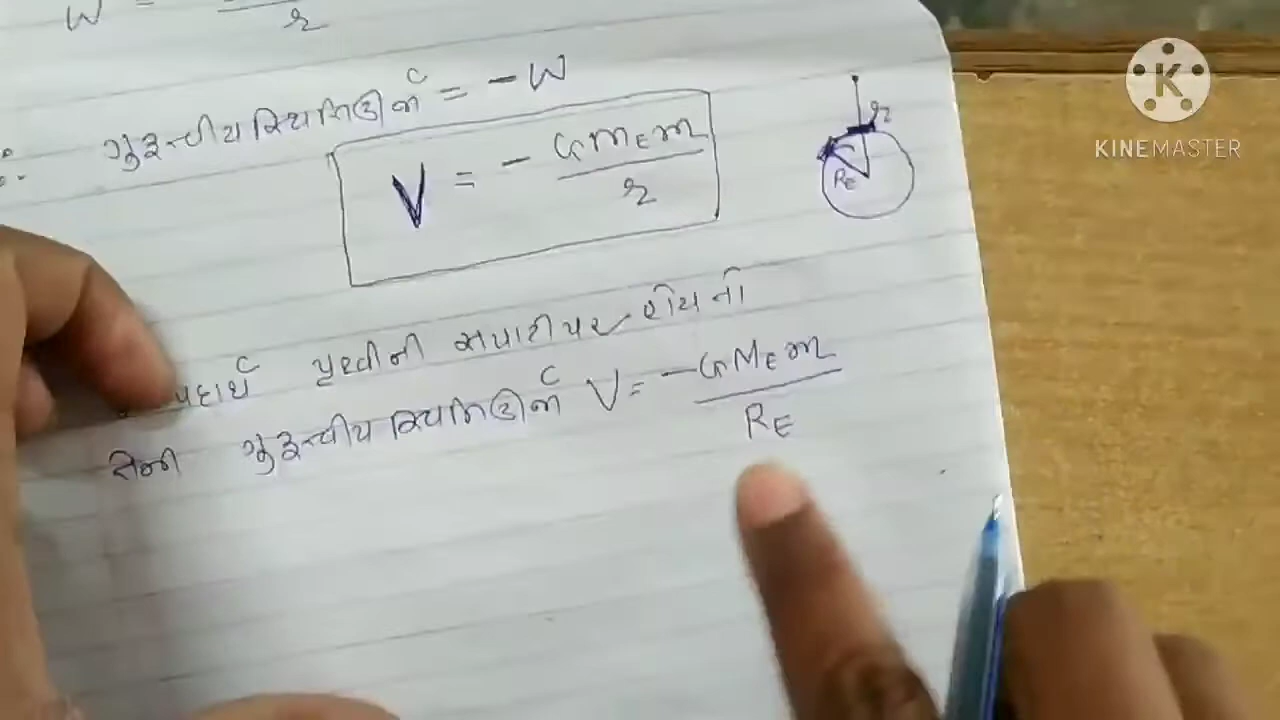 W =
r
∴ ગુરુત્વીય સ્થિતિઊર્જા = - W
V = - GMEm / r
r
RE
KINEMASTER
પદાર્થ પૃથ્વીની સપાટી પર હોય તો
તેની ગુરુત્વીય સ્થિતિઊર્જા V = - GMEm / RE